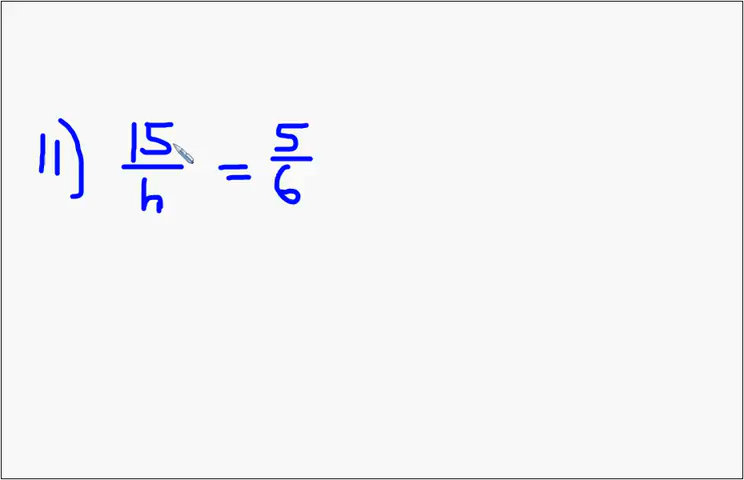 11) 15/h = 5/6